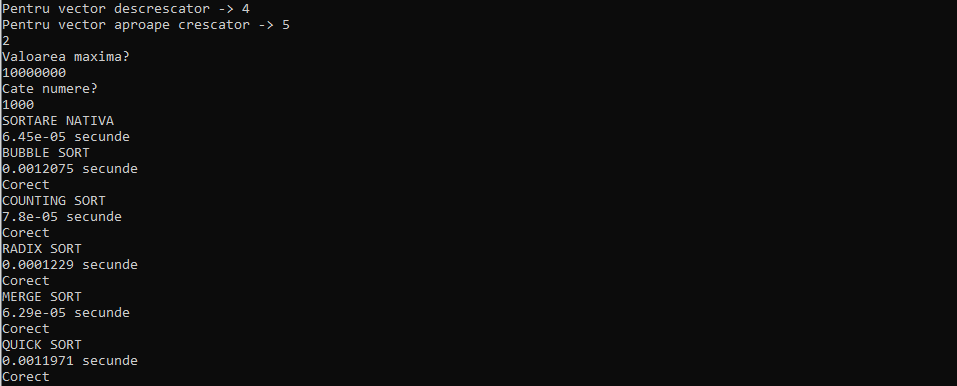 Pentru vector descrescator -> 4
Pentru vector aproape crescator -> 5
2
Valoarea maxima?
10000000
Cate numere?
1000
SORTARE NATIVA
6.45e-05 secunde
BUBBLE SORT
0.0012075 secunde
Corect
COUNTING SORT
7.8e-05 secunde
Corect
RADIX SORT
0.0001229 secunde
Corect
MERGE SORT
6.29e-05 secunde
Corect
QUICK SORT
0.0011971 secunde
Corect